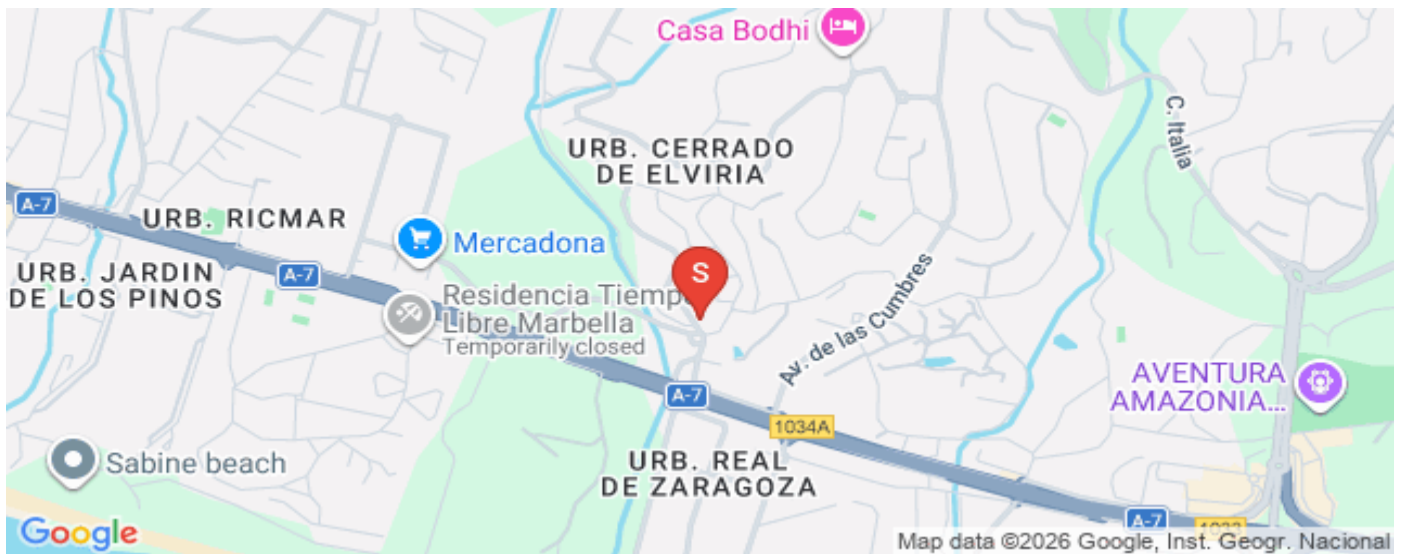 Casa Bodhi
C. Italia
URB. CERRADO
DE ELVIRIA
A-7
URB. RICMAR
Mercadona
S
URB. JARDIN
DE LOS PINOS
A-7
Residencia Tiempo
Libre Marbella
Temporarily closed
Av. de las Cumbres
AVENTURA
AMAZONIA...
A-7
1034A
Sabine beach
URB. REAL
DE ZARAGOZA
A-7
1033
Google
Map data ©2026 Google, Inst. Geogr. Nacional